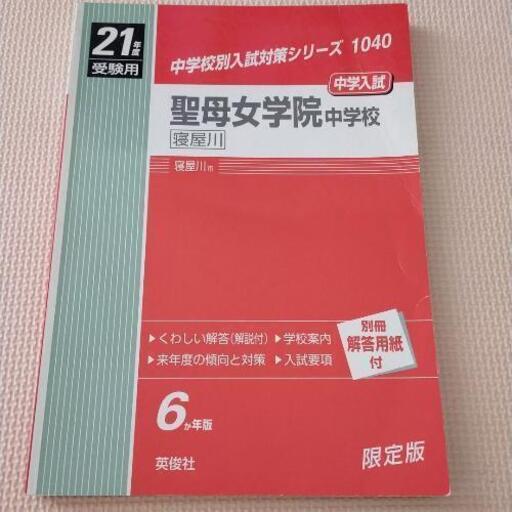 21年度
受験用
中学校別入試対策シリーズ 1040
中学入試
聖母女学院中学校
寝屋川
寝屋川市
▶くわしい解答(解説付) ▶学校案内
▶来年度の傾向と対策 ▶入試要項
別冊
解答用紙
付
6か年版
英俊社
限定版